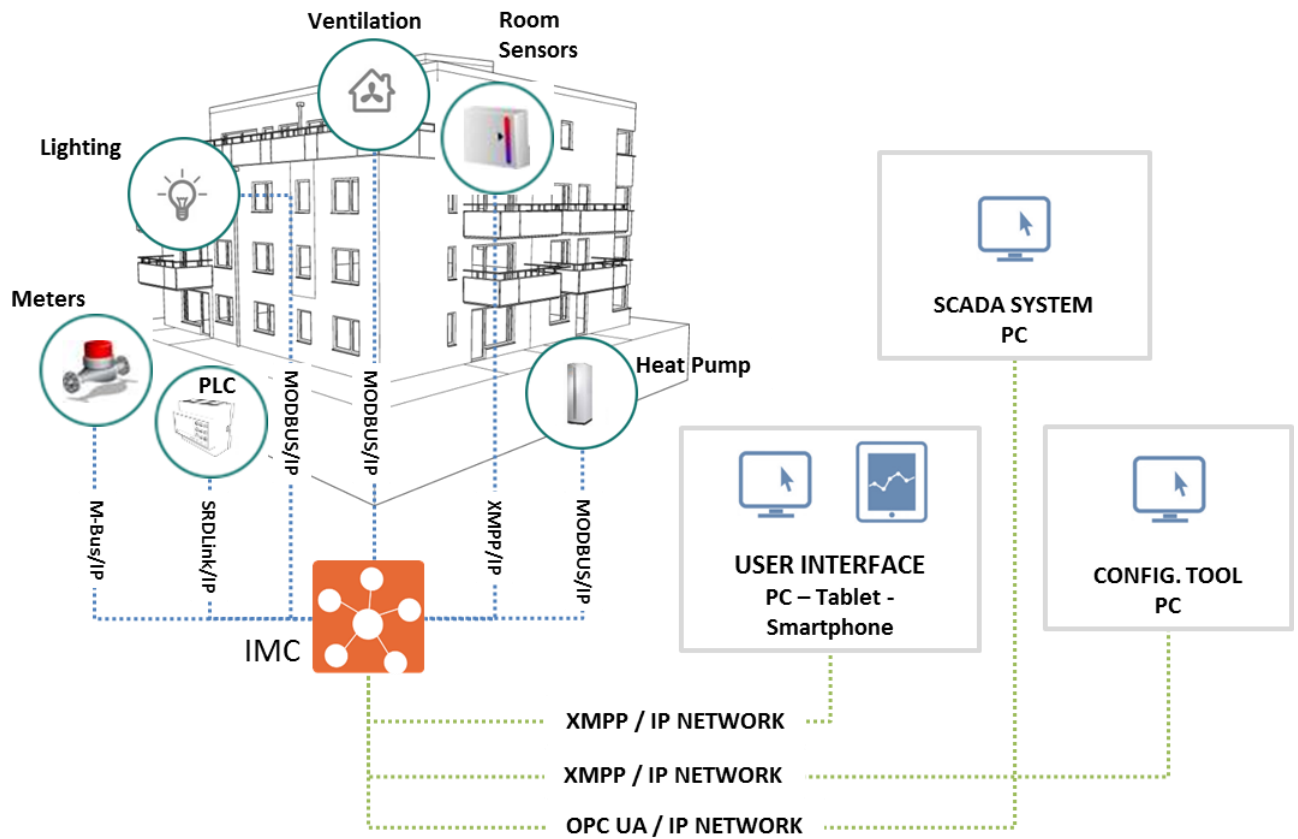 Ventilation
Room
Sensors
Lighting
Meters
PLC
Heat Pump
M-Bus/IP
SRDLink/IP
MODBUS/IP
MODBUS/IP
XMPP/IP
MODBUS/IP
IMC
SCADA SYSTEM
PC
USER INTERFACE
PC – Tablet -
Smartphone
CONFIG. TOOL
PC
XMPP / IP NETWORK
XMPP / IP NETWORK
OPC UA / IP NETWORK